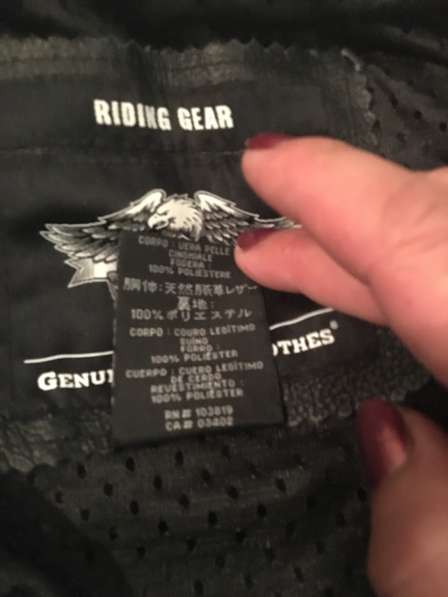 RIDING GEAR
CORPO: VERA PELLE
CINGHIALE
FODERA:
100% POLIESTERE
胴体:天然豚革レザー
裏地:
100%ポリエステル
CORPO: COURO LEGÍTIMO
SUÍNO
FORRO:
100% POLIÉSTER
CUERPO: CUERO LEGÍTIMO
DE CERDO
REVESTIMIENTO:
100% POLIÉSTER
RN# 103819
CA# 03402
GENUI
OTHES®